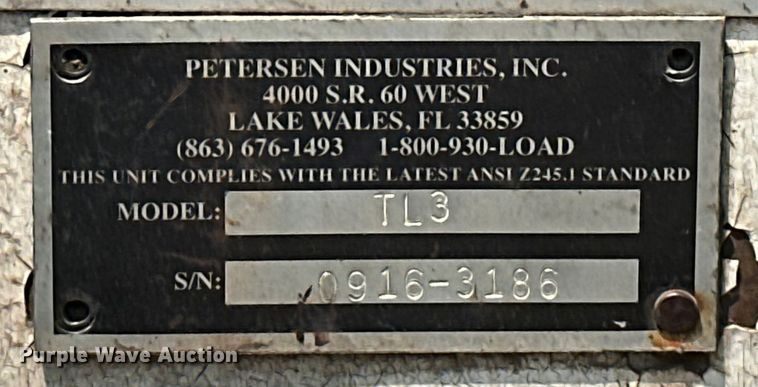 PETERSEN INDUSTRIES, INC.
4000 S.R. 60 WEST
LAKE WALES, FL 33859
(863) 676-1493 1-800-930-LOAD
THIS UNIT COMPLIES WITH THE LATEST ANSI Z245.1 STANDARD
MODEL: TL3
S/N: 0916-3186
Purple Wave Auction